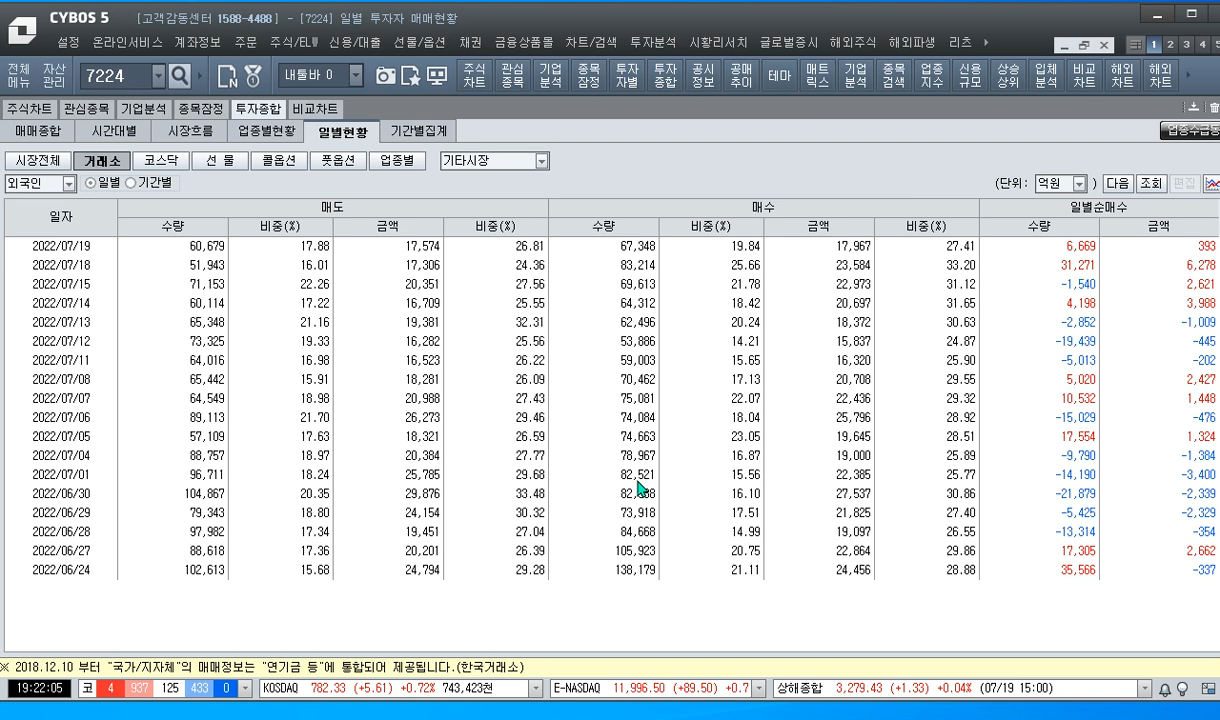 CYBOS 5 [고객감동센터 1588-4488] - [7224] 일별 투자자 매매현황
설정 온라인서비스 계좌정보 주문 주식/ELW 신용/대출 선물/옵션 채권 금융상품몰 차트/검색 투자분석 시황리서치 글로벌증시 해외주식 해외파생 리츠 1 2 3 4 5
전체메뉴 자산관리 7224 내툴바 0 주식차트 관심종목 기업분석 종목잠정 투자자별 투자종합 공시정보 공매추이 테마 매트릭스 기업분석 종목검색 업종지수 신용규모 상승상위 입체분석 비교차트 해외차트 해외차트
주식차트 관심종목 기업분석 종목잠정 투자종합 비교차트
매매종합 시간대별 시장흐름 업종별현황 일별현황 기간별집계 업종수급동
시장전체 거래소 코스닥 선 물 콜옵션 풋옵션 업종별 기타시장
외국인 일별 기간별 (단위: 억원 ) 다음 조회 편집
일자 매도 매수 일별순매수
수량 비중(%) 금액 비중(%) 수량 비중(%) 금액 비중(%) 수량 금액
2022/07/19 60,679 17.88 17,574 26.81 67,348 19.84 17,967 27.41 6,669 393
2022/07/18 51,943 16.01 17,306 24.36 83,214 25.66 23,584 33.20 31,271 6,278
2022/07/15 71,153 22.26 20,351 27.56 69,613 21.78 22,973 31.12 -1,540 2,621
2022/07/14 60,114 17.22 16,709 25.55 64,312 18.42 20,697 31.65 4,198 3,988
2022/07/13 65,348 21.16 19,381 32.31 62,496 20.24 18,372 30.63 -2,852 -1,009
2022/07/12 73,325 19.33 16,282 25.56 53,886 14.21 15,837 24.87 -19,439 -445
2022/07/11 64,016 16.98 16,523 26.22 59,003 15.65 16,320 25.90 -5,013 -202
2022/07/08 65,442 15.91 18,281 26.09 70,462 17.13 20,708 29.55 5,020 2,427
2022/07/07 64,549 18.98 20,988 27.43 75,081 22.07 22,436 29.32 10,532 1,448
2022/07/06 89,113 21.70 26,273 29.46 74,084 18.04 25,796 28.92 -15,029 -476
2022/07/05 57,109 17.63 18,321 26.59 74,663 23.05 19,645 28.51 17,554 1,324
2022/07/04 88,757 18.97 20,384 27.77 78,967 16.87 19,000 25.89 -9,790 -1,384
2022/07/01 96,711 18.24 25,785 29.68 82,521 15.56 22,385 25.77 -14,190 -3,400
2022/06/30 104,867 20.35 29,876 33.48 16.10 27,537 30.86 -21,879 -2,339
2022/06/29 79,343 18.80 24,154 30.32 73,918 17.51 21,825 27.40 -5,425 -2,329
2022/06/28 97,982 17.34 19,451 27.04 84,668 14.99 19,097 26.55 -13,314 -354
2022/06/27 88,618 17.36 20,201 26.39 105,923 20.75 22,864 29.86 17,305 2,662
2022/06/24 102,613 15.68 24,794 29.28 138,179 21.11 24,456 28.88 35,566 -337
※ 2018.12.10 부터 "국가/지자체"의 매매정보는 "연기금 등"에 통합되어 제공됩니다.(한국거래소)
19:22:05 코 4 937 125 433 0 KOSDAQ 782.33 (+5.61) +0.72% 743,423천 E-NASDAQ 11,996.50 (+89.50) +0.7 상해종합 3,279.43 (+1.33) +0.04% (07/19 15:00)